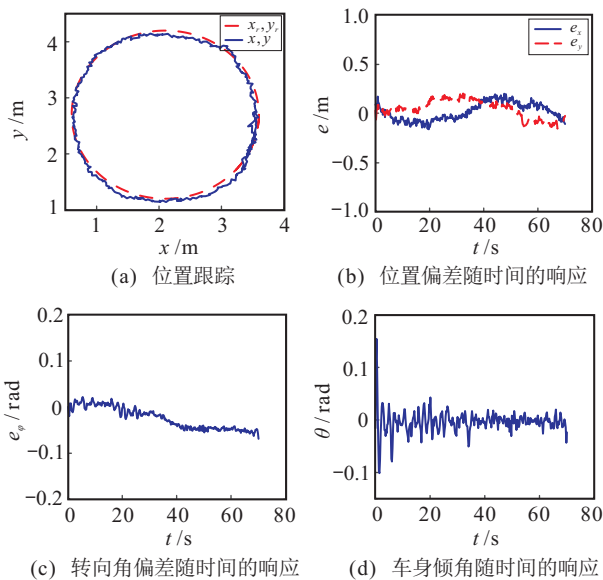 x_r, y_r
x, y
4
3
2
1
y /m
1
2
3
4
x /m
(a) 位置跟踪
e_x
e_y
1.0
0.5
0
−0.5
−1.0
e /m
0
20
40
60
80
t /s
(b) 位置偏差随时间的响应
0.2
0.1
0
−0.1
−0.2
e_φ / rad
0
20
40
60
80
t /s
(c) 转向角偏差随时间的响应
0.2
0.1
0
−0.1
θ / rad
0
20
40
60
80
t /s
(d) 车身倾角随时间的响应